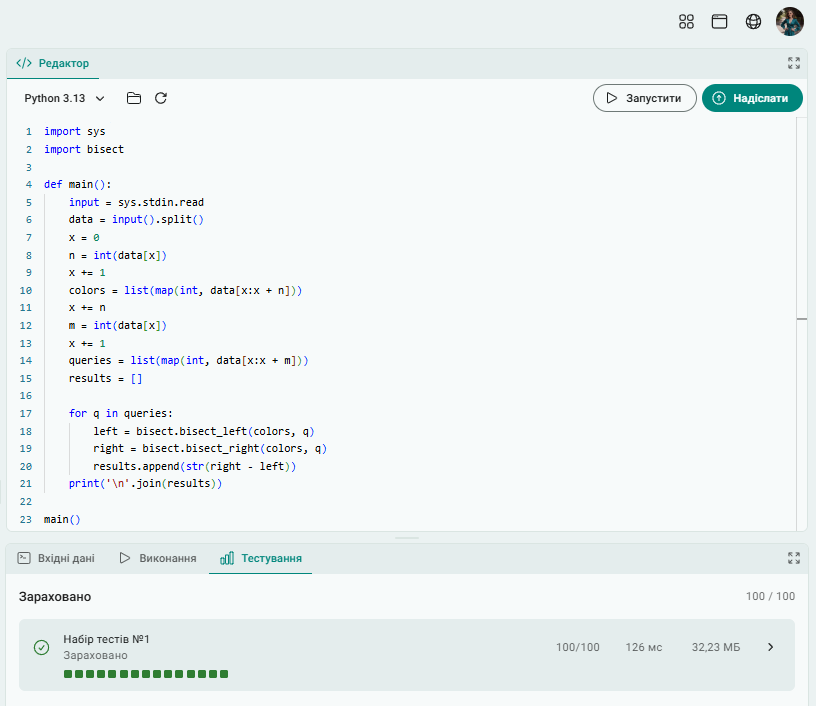 </> Редактор
Python 3.13
Запустити
Надіслати
1 import sys
2 import bisect
3
4 def main():
5     input = sys.stdin.read
6     data = input().split()
7     x = 0
8     n = int(data[x])
9     x += 1
10     colors = list(map(int, data[x:x + n]))
11     x += n
12     m = int(data[x])
13     x += 1
14     queries = list(map(int, data[x:x + m]))
15     results = []
16
17     for q in queries:
18         left = bisect.bisect_left(colors, q)
19         right = bisect.bisect_right(colors, q)
20         results.append(str(right - left))
21     print('\n'.join(results))
22
23 main()
Вхідні дані
Виконання
Тестування
Зараховано
100 / 100
Набір тестів №1
Зараховано
100/100
126 мс
32,23 МБ